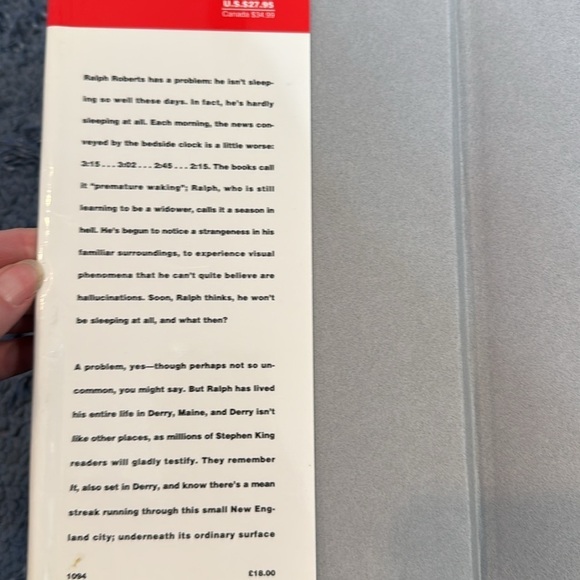 U.S.$27.95
Canada $34.99
Ralph Roberts has a problem: he isn't sleep-
ing so well these days. In fact, he's hardly
sleeping at all. Each morning, the news con-
veyed by the bedside clock is a little worse:
3:15 . . . 3:02 . . . 2:45 . . . 2:15. The books call
it "premature waking"; Ralph, who is still
learning to be a widower, calls it a season in
hell. He's begun to notice a strangeness in his
familiar surroundings, to experience visual
phenomena that he can't quite believe are
hallucinations. Soon, Ralph thinks, he won't
be sleeping at all, and what then?
A problem, yes—though perhaps not so un-
common, you might say. But Ralph has lived
his entire life in Derry, Maine, and Derry isn't
like other places, as millions of Stephen King
readers will gladly testify. They remember
It, also set in Derry, and know there's a mean
streak running through this small New Eng-
land city; underneath its ordinary surface
1094 £18.00